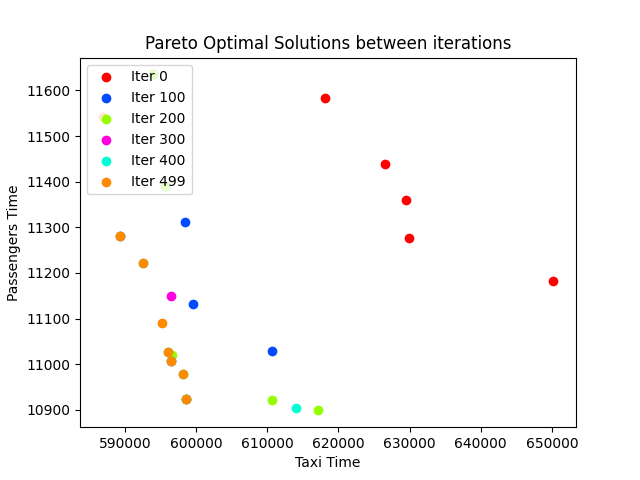 Pareto Optimal Solutions between iterations
Iter 0
Iter 100
Iter 200
Iter 300
Iter 400
Iter 499
11600
11500
11400
11300
11200
11100
11000
10900
Passengers Time
590000 600000 610000 620000 630000 640000 650000
Taxi Time